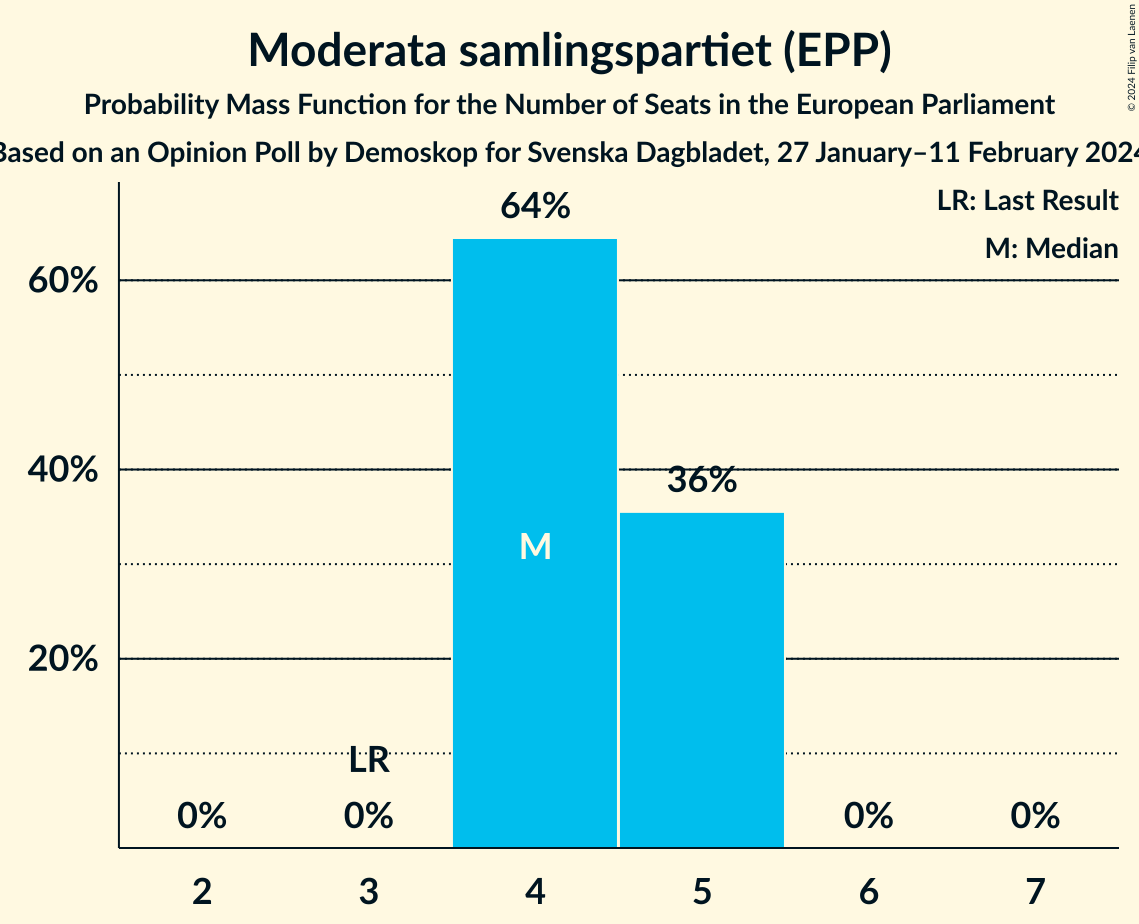 Moderata samlingspartiet (EPP)
Probability Mass Function for the Number of Seats in the European Parliament
Based on an Opinion Poll by Demoskop for Svenska Dagbladet, 27 January–11 February 2024
© 2024 Filip van Laenen
LR: Last Result
M: Median
64%
60%
40%
36%
M
20%
LR
0%
0%
0%
0%
2
3
4
5
6
7